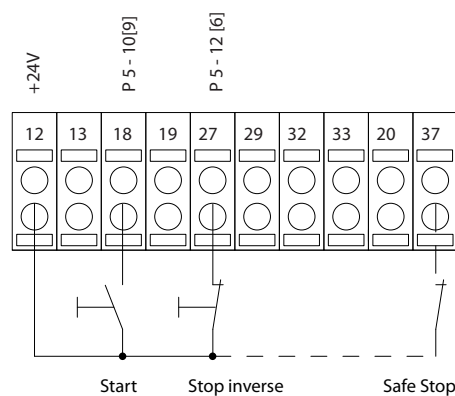 +24V
P 5 - 10[9]
P 5 - 12 [6]
12 13 18 19 27 29 32 33 20 37
Start Stop inverse Safe Stop